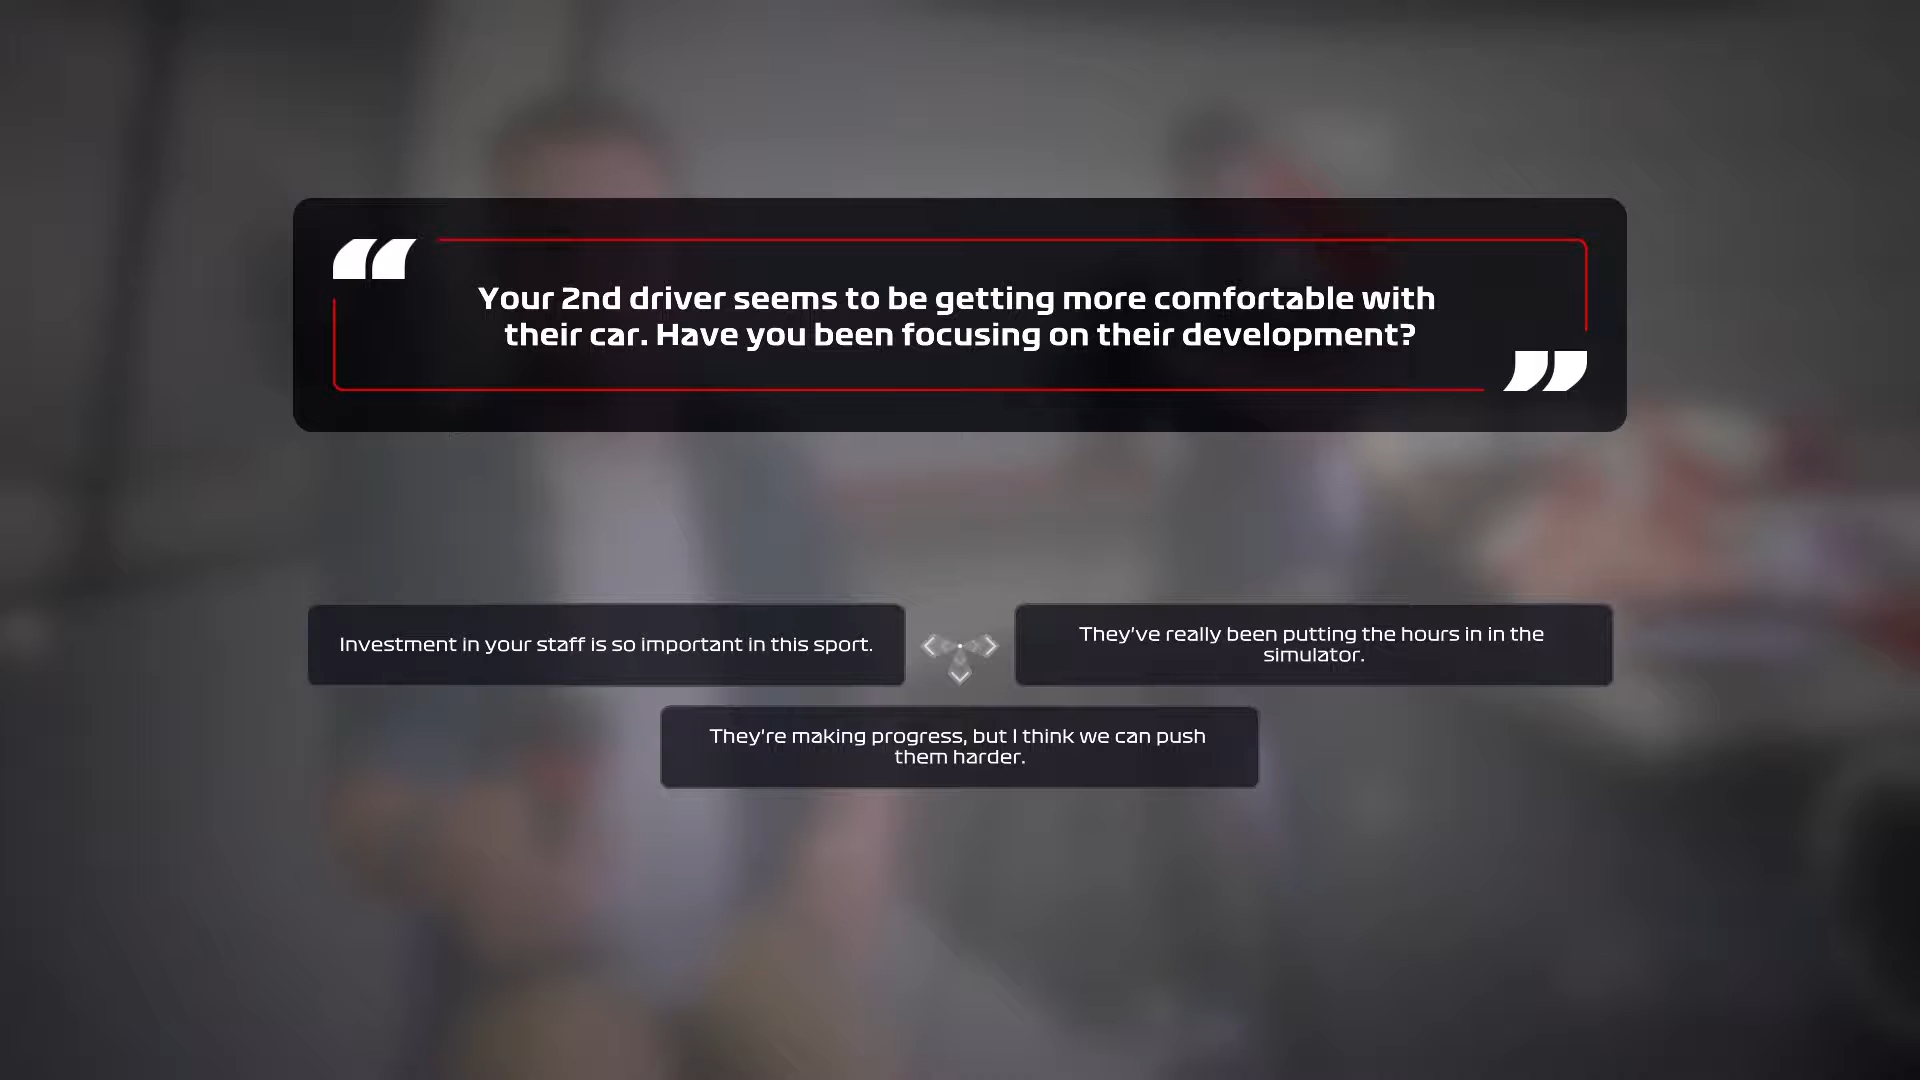 Your 2nd driver seems to be getting more comfortable with
their car. Have you been focusing on their development?
Investment in your staff is so important in this sport.
They've really been putting the hours in in the
simulator.
They're making progress, but I think we can push
them harder.